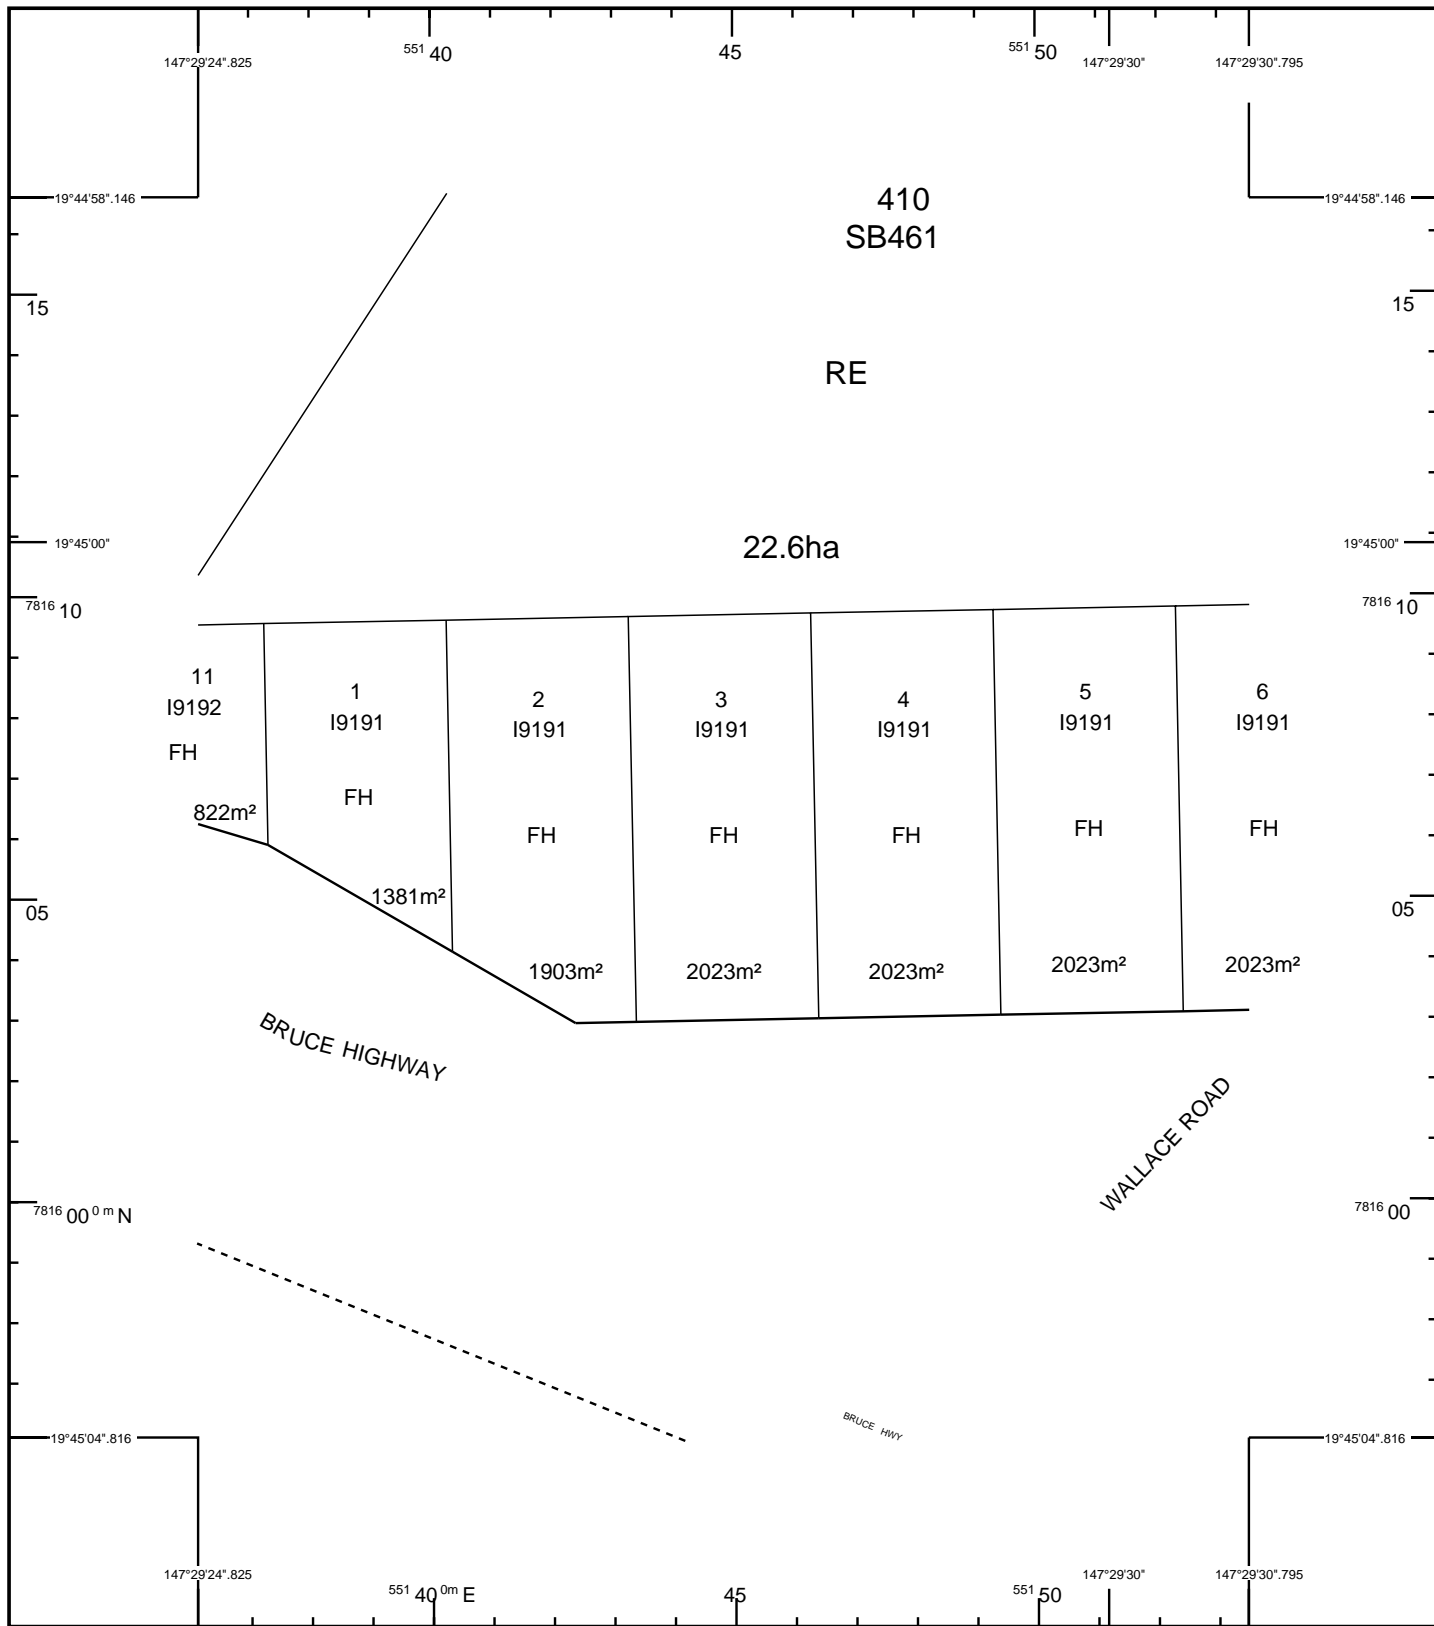 551 40
45
551 50
147°29'24".825
147°29'30"
147°29'30".795
19°44'58".146
19°44'58".146
410
SB461
15
15
RE
19°45'00"
22.6ha
19°45'00"
7816 10
7816 10
11
I9192
FH
822m²
1
I9191
FH
1381m²
2
I9191
FH
1903m²
3
I9191
FH
2023m²
4
I9191
FH
2023m²
5
I9191
FH
2023m²
6
I9191
FH
2023m²
05
05
BRUCE HIGHWAY
WALLACE ROAD
7816 00 0 m N
7816 00
BRUCE HWY
19°45'04".816
19°45'04".816
147°29'24".825
147°29'30"
147°29'30".795
551 40 0m E
45
551 50